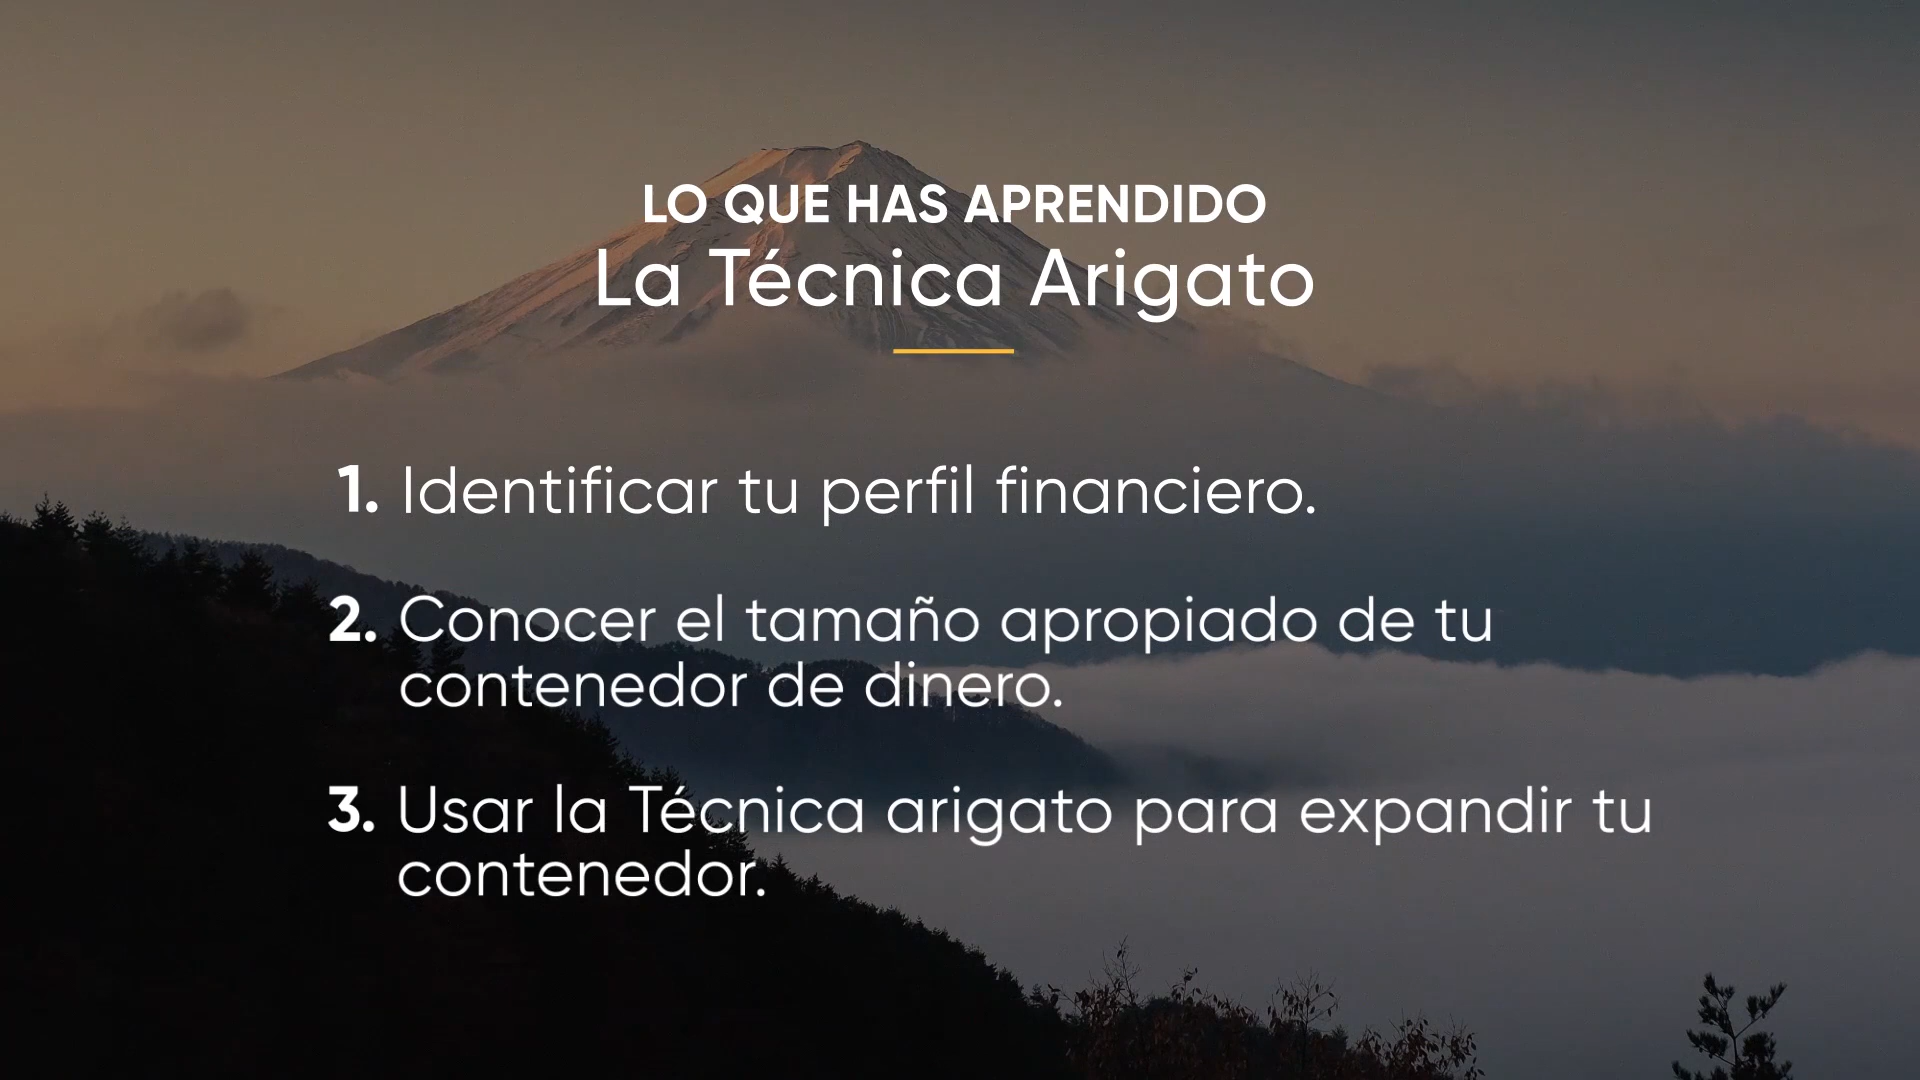 LO QUE HAS APRENDIDO
La Técnica Arigato
1. Identificar tu perfil financiero.
2. Conocer el tamaño apropiado de tu
contenedor de dinero.
3. Usar la Técnica arigato para expandir tu
contenedor.